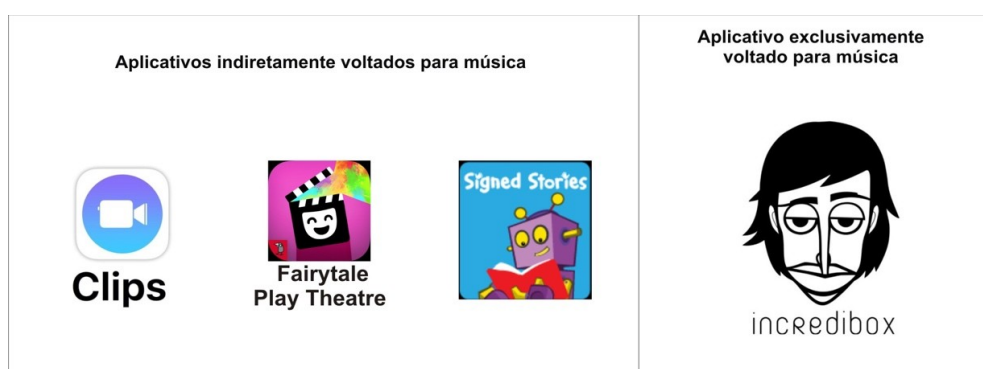 Aplicativos indiretamente voltados para música
Clips
Fairytale
Play Theatre
Signed Stories
Aplicativo exclusivamente
voltado para música
incredibox